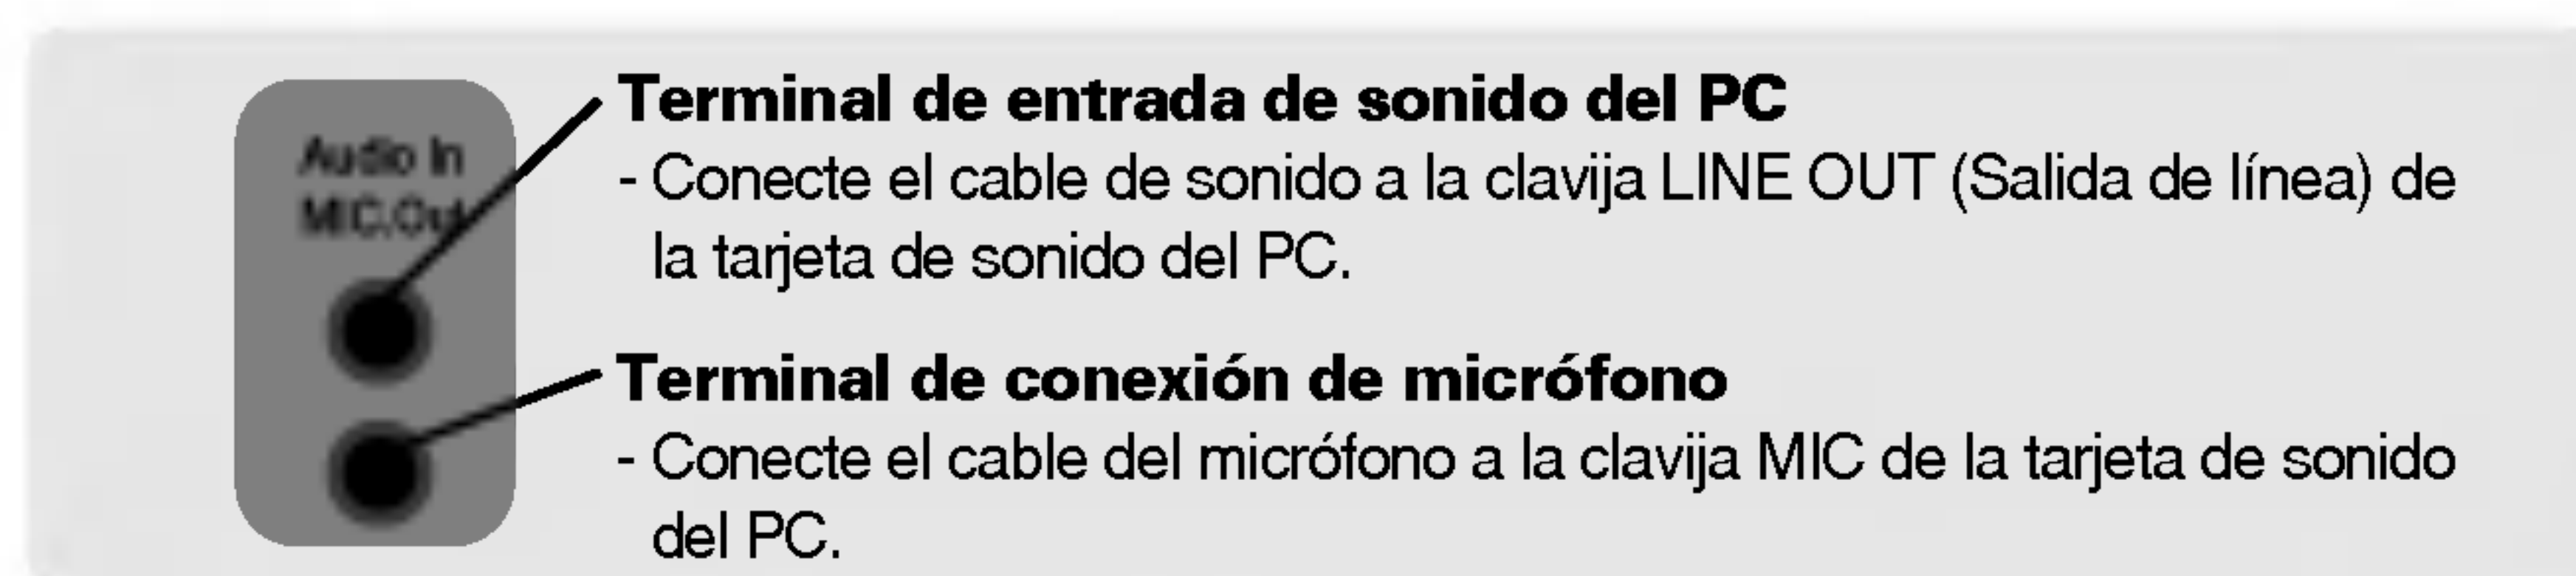 Audio In
MIC.Out
Terminal de entrada de sonido del PC
- Conecte el cable de sonido a la clavija LINE OUT (Salida de línea) de
la tarjeta de sonido del PC.
Terminal de conexión de micrófono
- Conecte el cable del micrófono a la clavija MIC de la tarjeta de sonido
del PC.